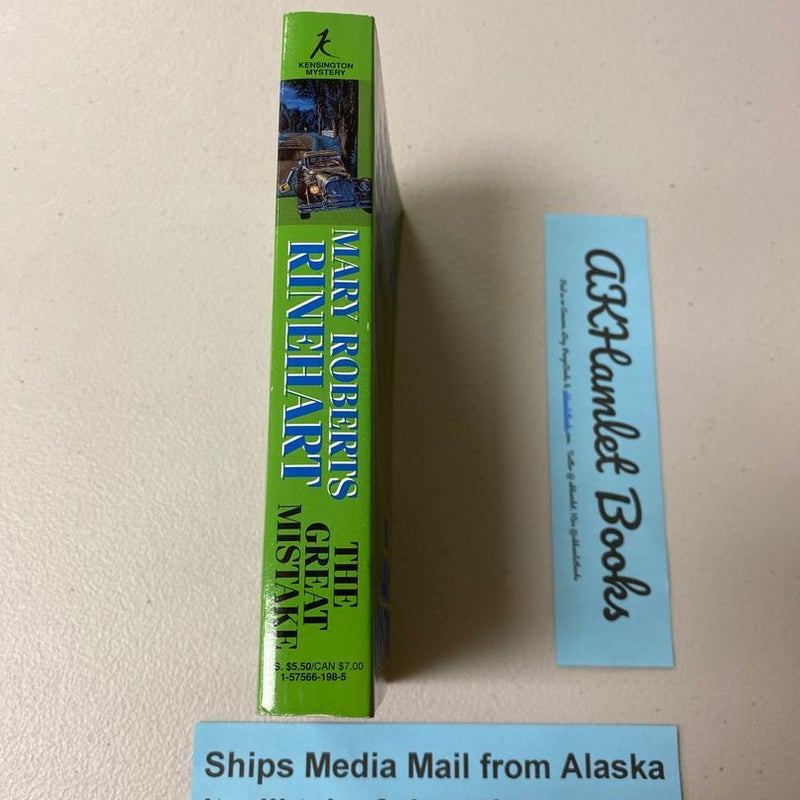 k
KENSINGTON
MYSTERY
MARY ROBERTS
RINEHART
THE
GREAT
MISTAKE
S. $5.50/CAN $7.00
1-57566-198-5
AKHamlet Books
Ships Media Mail from Alaska